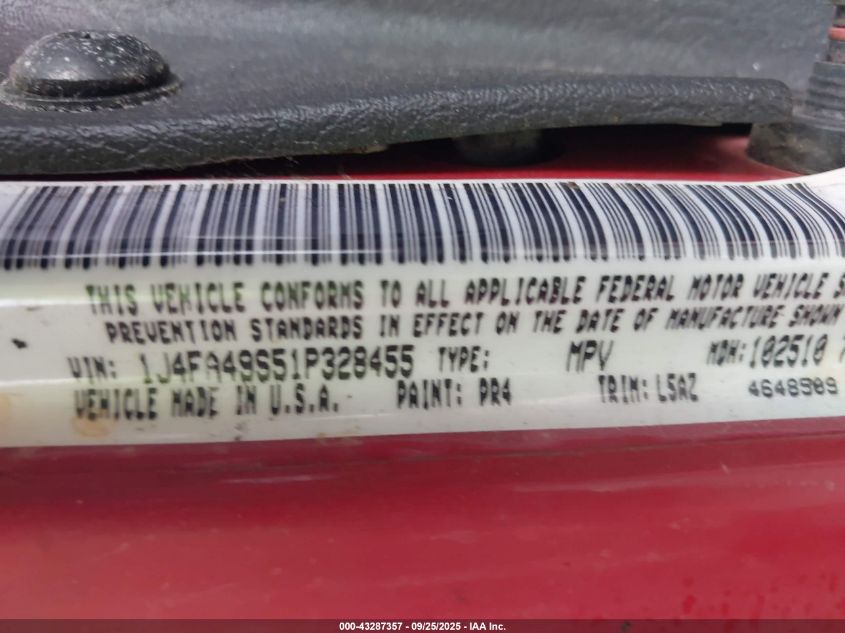 THIS VEHICLE CONFORMS TO ALL APPLICABLE FEDERAL MOTOR VEHICLE S
PREVENTION STANDARDS IN EFFECT ON THE DATE OF MANUFACTURE SHOWN
VIN: 1J4FA49S51P328455 TYPE: MPV MDH:102510 7
VEHICLE MADE IN U.S.A. PAINT: PR4 TRIM: L5AZ 4648509
000-43287357 • 09/25/2025 • IAA Inc.